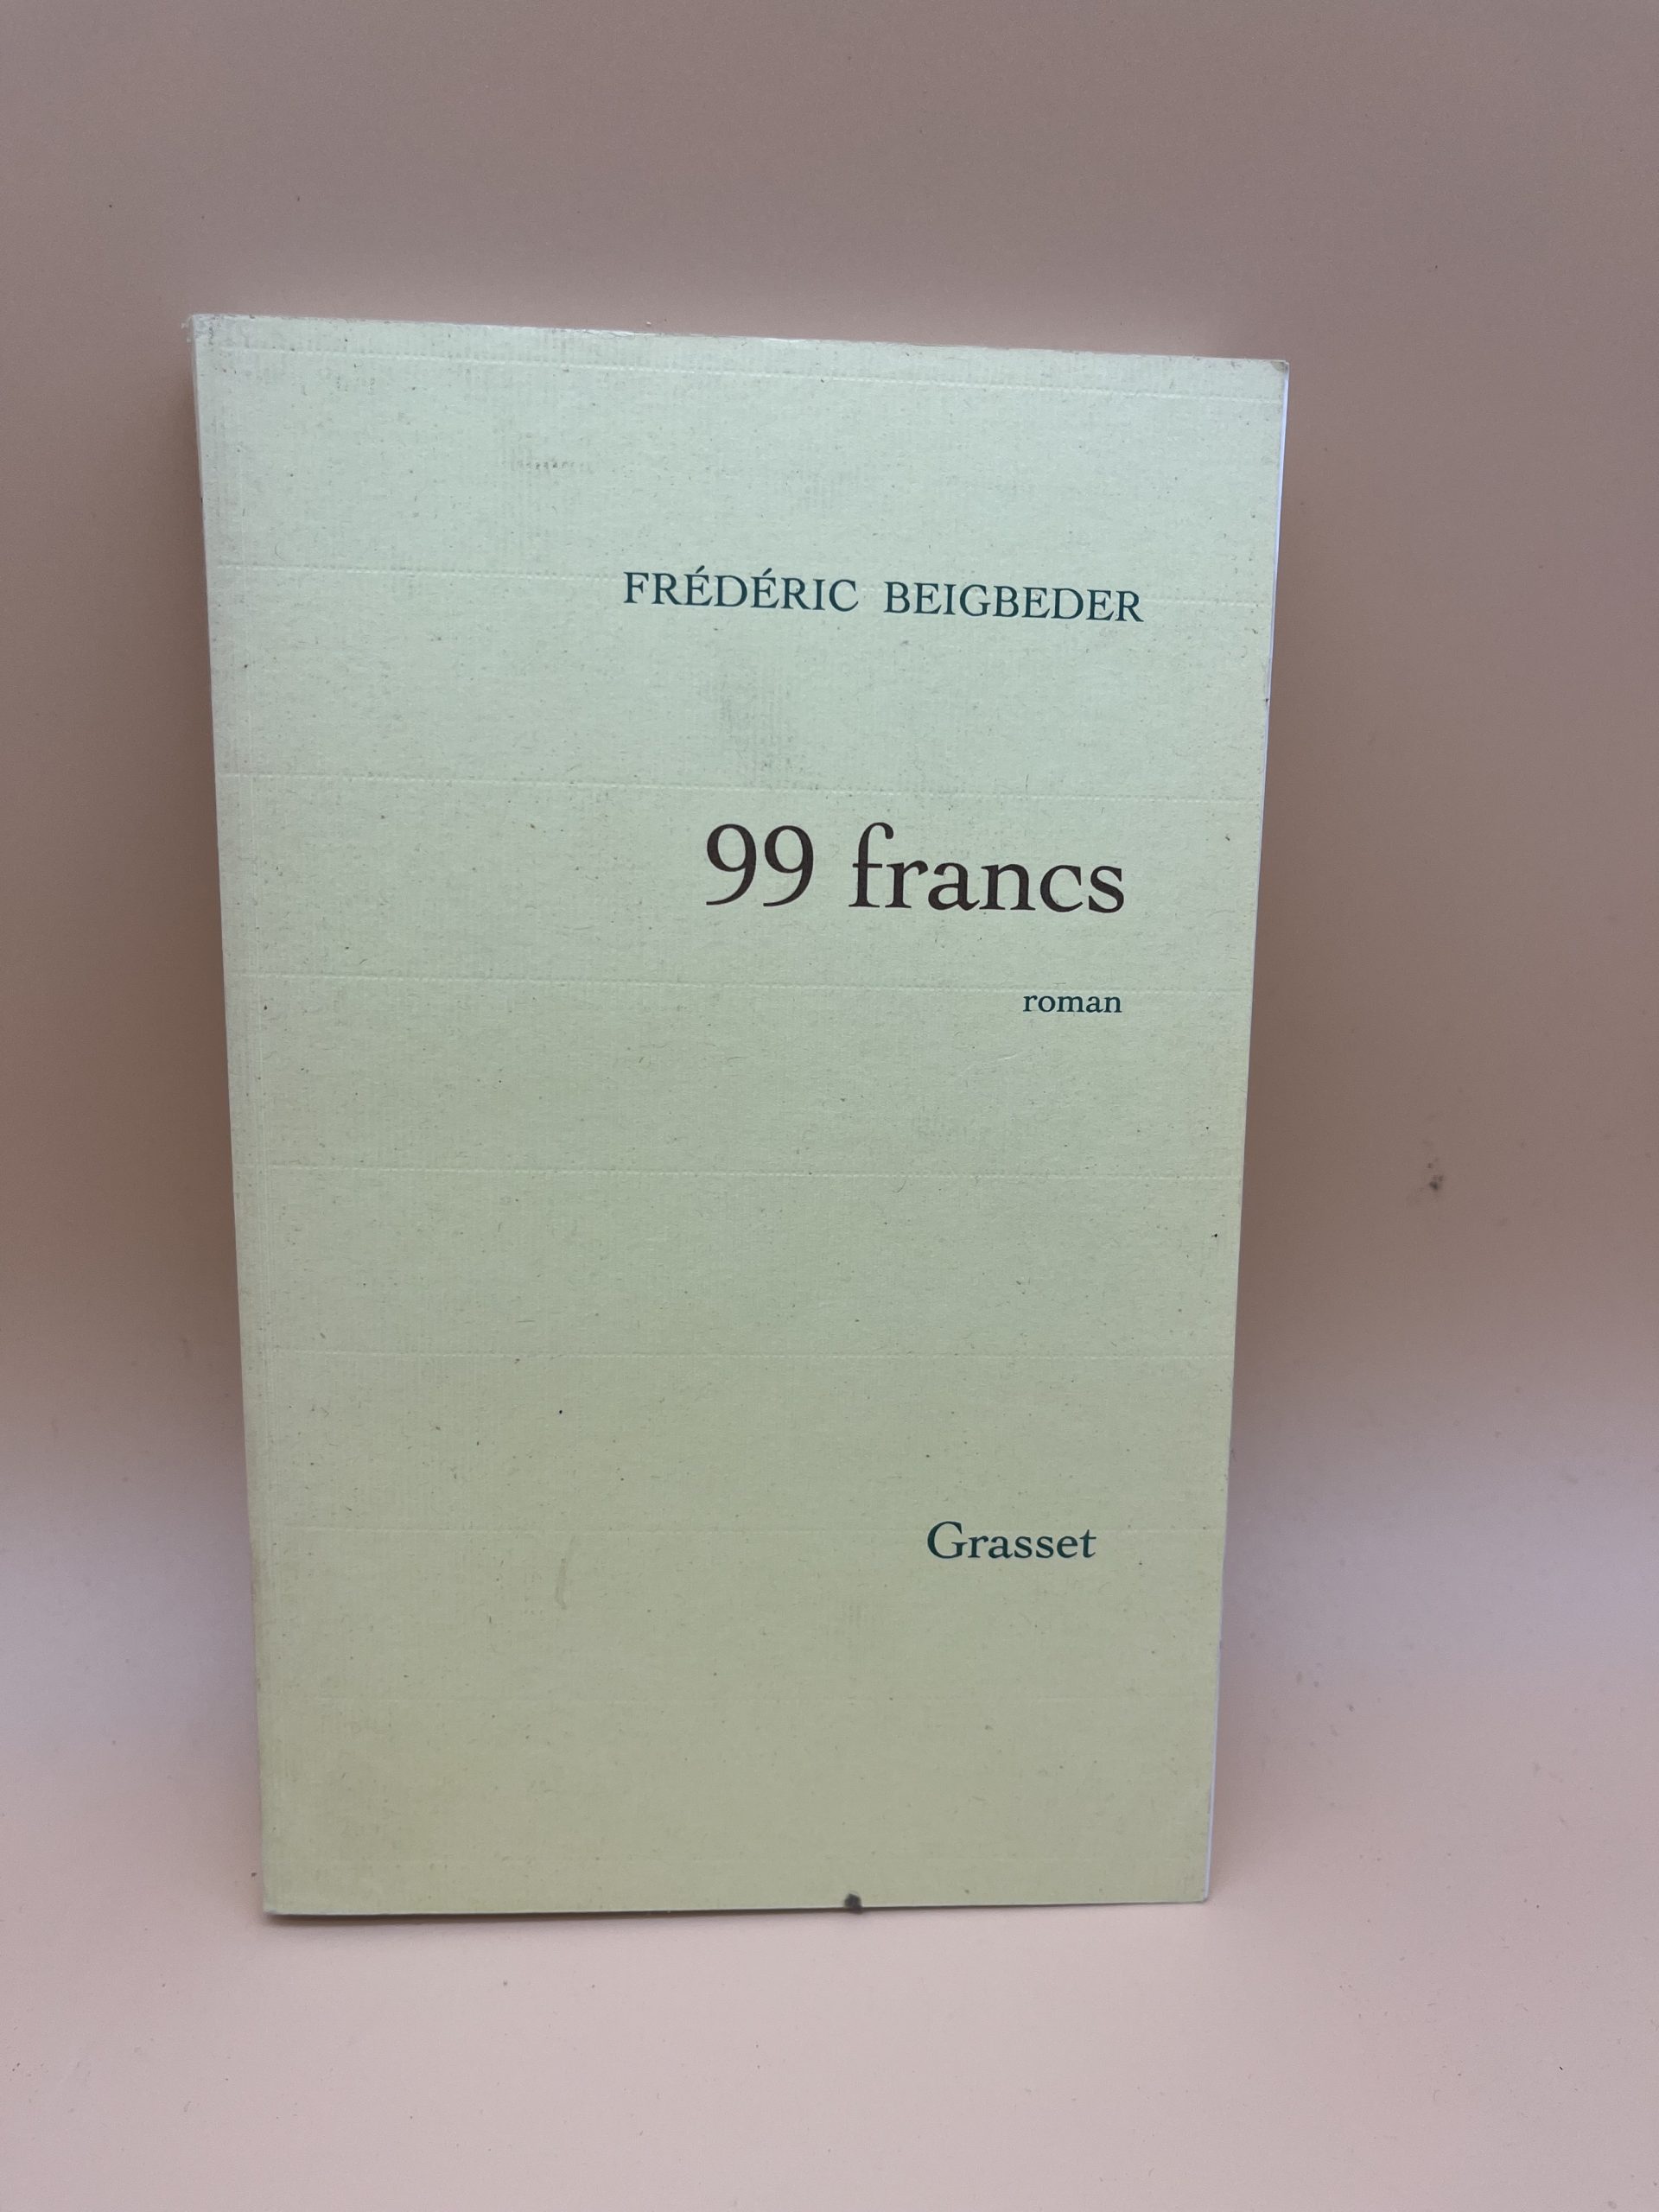 FRÉDÉRIC BEIGBEDER
99 francs
roman
Grasset